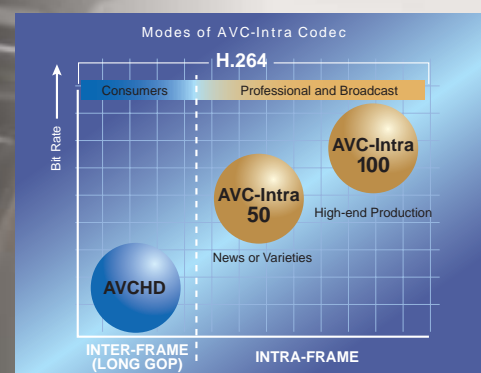 Modes of AVC-Intra Codec
H.264
Consumers
Professional and Broadcast
Bit Rate
AVC-Intra
100
High-end Production
AVC-Intra
50
News or Varieties
AVCHD
INTER-FRAME
(LONG GOP)
INTRA-FRAME